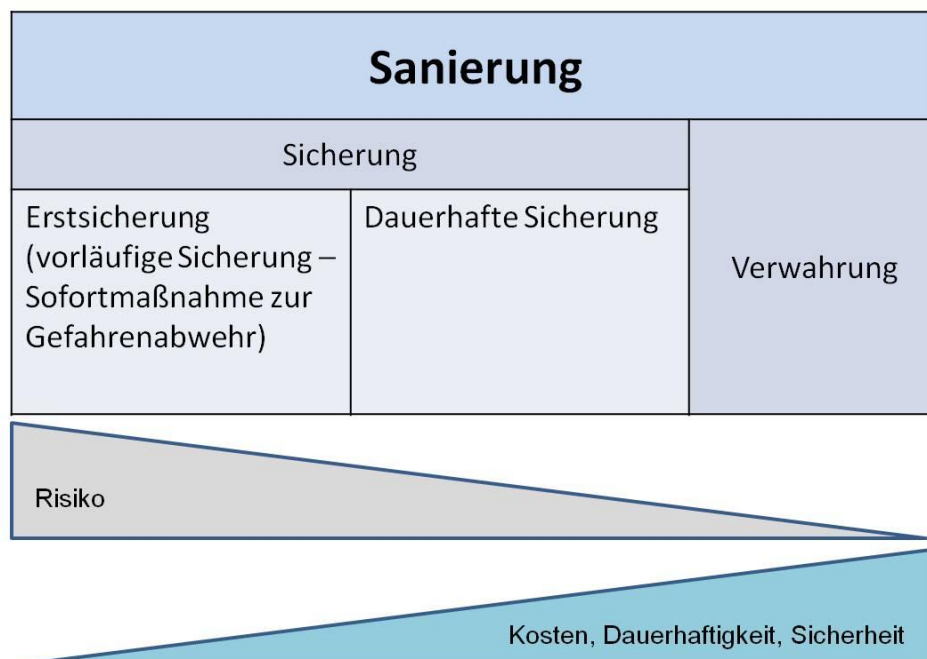 Sanierung
Sicherung
Erstsicherung
(vorläufige Sicherung –
Sofortmaßnahme zur
Gefahrenabwehr)
Dauerhafte Sicherung
Verwahrung
Risiko
Kosten, Dauerhaftigkeit, Sicherheit